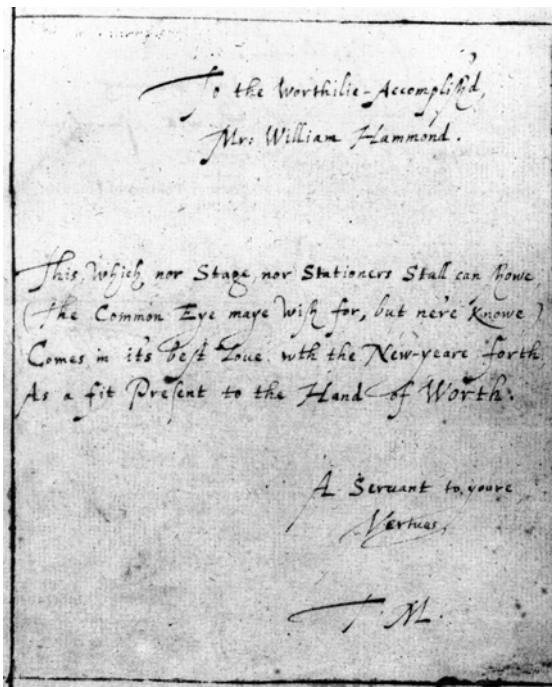 To the Worthilie-Accomplish'd,
Mr: William Hammond.
This, Which nor Stage, nor Stationers Stall can showe,
(The Common Eye maye wish for, but ne're knowe)
Comes in it's best Loue, wth the New-yeare forth,
As a fit Present to the Hand of Worth:
A Seruant to youre
Vertues,
T. M.